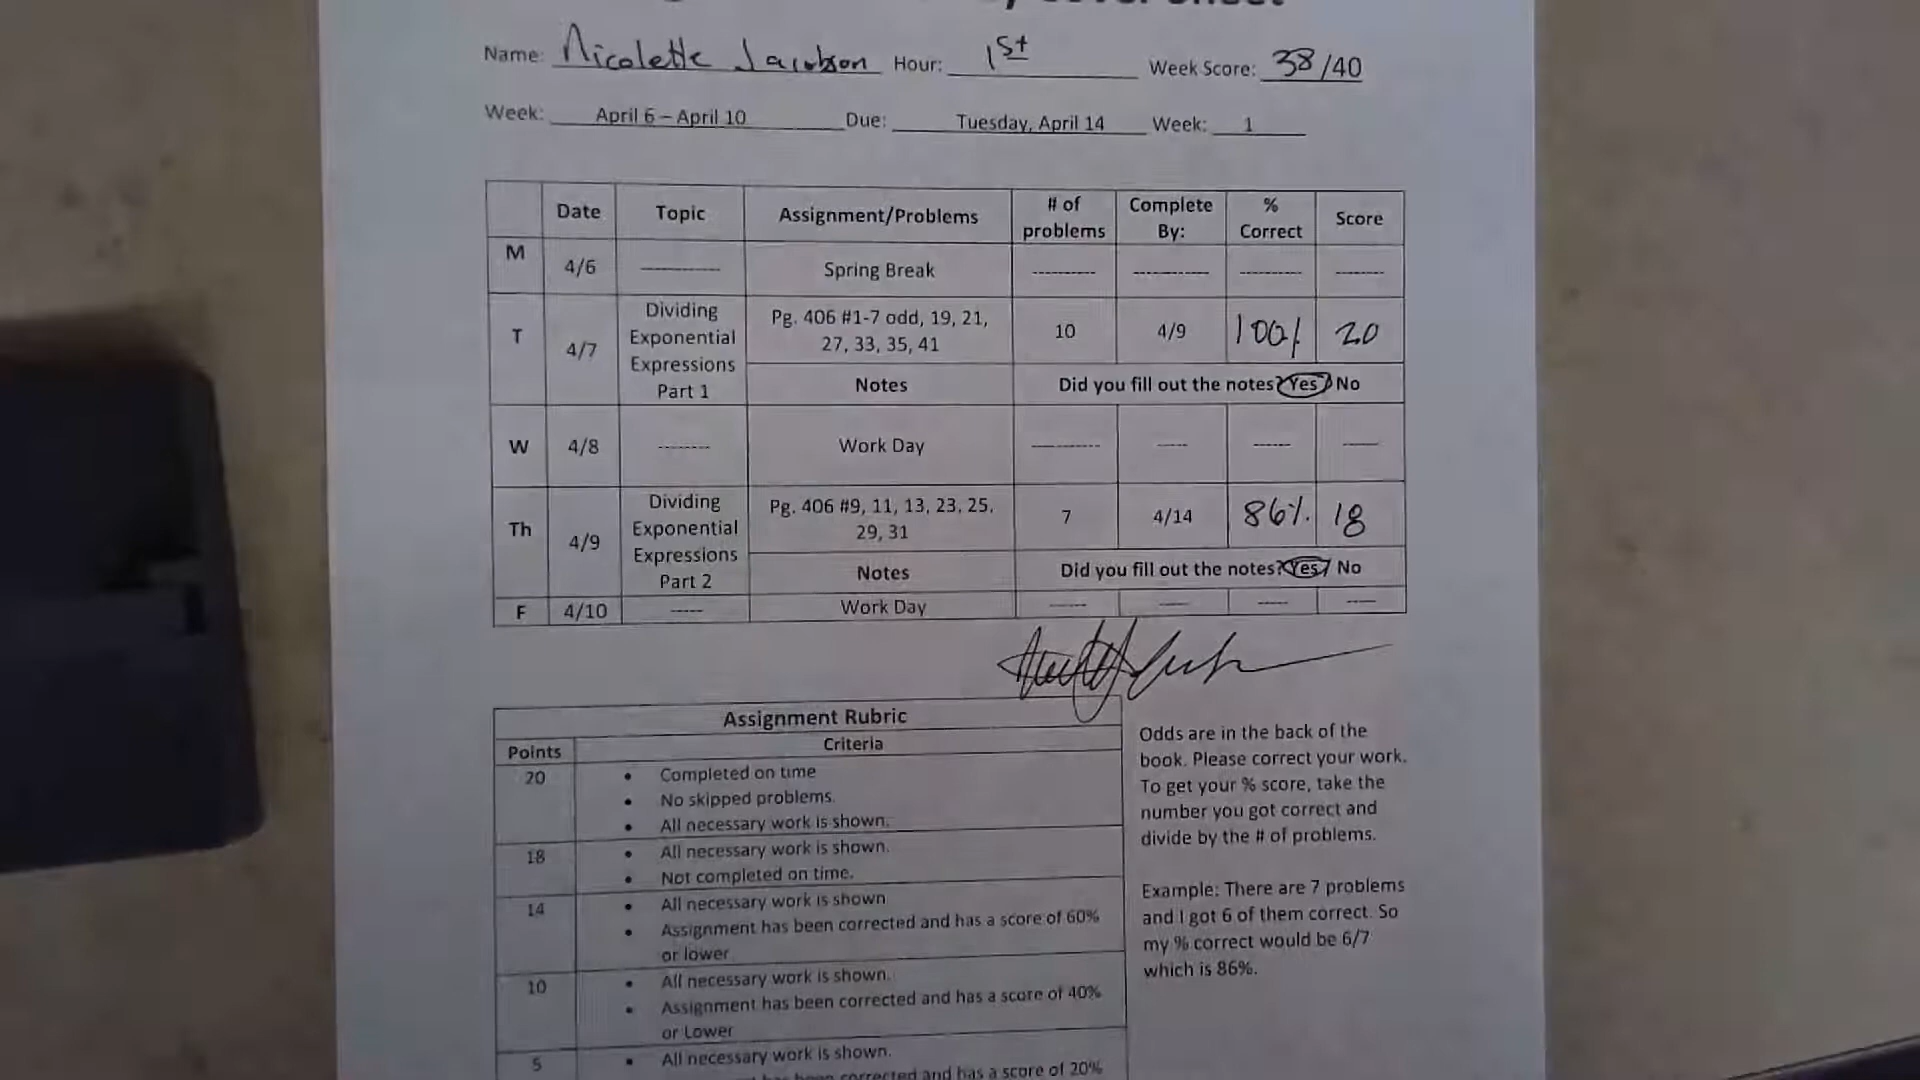 Name: Nicolette Jacobson Hour: 1st Week Score: 38/40
Week: April 6 – April 10 Due: Tuesday, April 14 Week: 1
Date Topic Assignment/Problems # of problems Complete By: % Correct Score
M 4/6 ------------ Spring Break ---------- ------------ ---------- --------
T 4/7 Dividing Exponential Expressions Part 1 Pg. 406 #1-7 odd, 19, 21, 27, 33, 35, 41 10 4/9 100% 20
Notes Did you fill out the notes? Yes / No
W 4/8 -------- Work Day ----------- ----- ------ -----
Th 4/9 Dividing Exponential Expressions Part 2 Pg. 406 #9, 11, 13, 23, 25, 29, 31 7 4/14 86% 18
Notes Did you fill out the notes? Yes / No
F 4/10 ----- Work Day ------ ----- ----- -----
Assignment Rubric
Points Criteria
20 • Completed on time
• No skipped problems.
• All necessary work is shown.
18 • All necessary work is shown.
• Not completed on time.
14 • All necessary work is shown
• Assignment has been corrected and has a score of 60%
or lower
10 • All necessary work is shown.
• Assignment has been corrected and has a score of 40%
or Lower
5 • All necessary work is shown.
been corrected and has a score of 20%
Odds are in the back of the
book. Please correct your work.
To get your % score, take the
number you got correct and
divide by the # of problems.
Example: There are 7 problems
and I got 6 of them correct. So
my % correct would be 6/7
which is 86%.